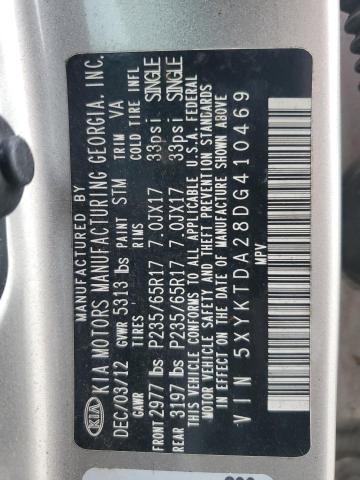 KIA
MANUFACTURED BY
KIA MOTORS MANUFACTURING GEORGIA, INC.
DEC/03/12 GVWR 5313 lbs PAINT STM TRIM VA
GAWR TIRES RIMS COLD TIRE INFL
FRONT 2977 lbs P235/65R17 7.0JX17 33psi SINGLE
REAR 3197 lbs P235/65R17 7.0JX17 33psi SINGLE
THIS VEHICLE CONFORMS TO ALL APPLICABLE U.S.A. FEDERAL
MOTOR VEHICLE SAFETY AND THEFT PREVENTION STANDARDS
IN EFFECT ON THE DATE OF MANUFACTURE SHOWN ABOVE.
VIN 5XYKTDA28DG410469
MPV